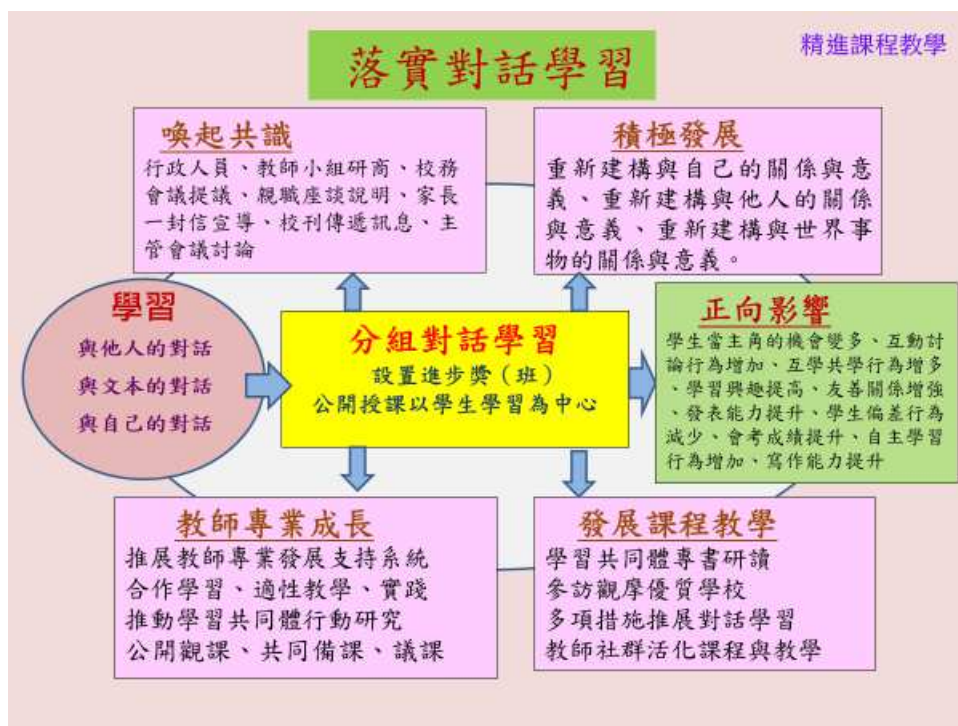 精進課程教學
落實對話學習
喚起共識
行政人員、教師小組研商、校務
會議提議、親職座談說明、家長
一封信宣導、校刊傳遞訊息、主
管會議討論
積極發展
重新建構與自己的關係與意
義、重新建構與他人的關係
與意義、重新建構與世界事
物的關係與意義。
學習
與他人的對話
與文本的對話
與自己的對話
分組對話學習
設置進步獎（班）
公開授課以學生學習為中心
正向影響
學生當主角的機會變多、互動討
論行為增加、互學共學行為增多
、學習興趣提高、友善關係增強
、發表能力提升、學生偏差行為
減少、會考成績提升、自主學習
行為增加、寫作能力提升
教師專業成長
推展教師專業發展支持系統
合作學習、適性教學、實踐
推動學習共同體行動研究
公開觀課、共同備課、議課
發展課程教學
學習共同體專書研讀
參訪觀摩優質學校
多項措施推展對話學習
教師社群活化課程與教學